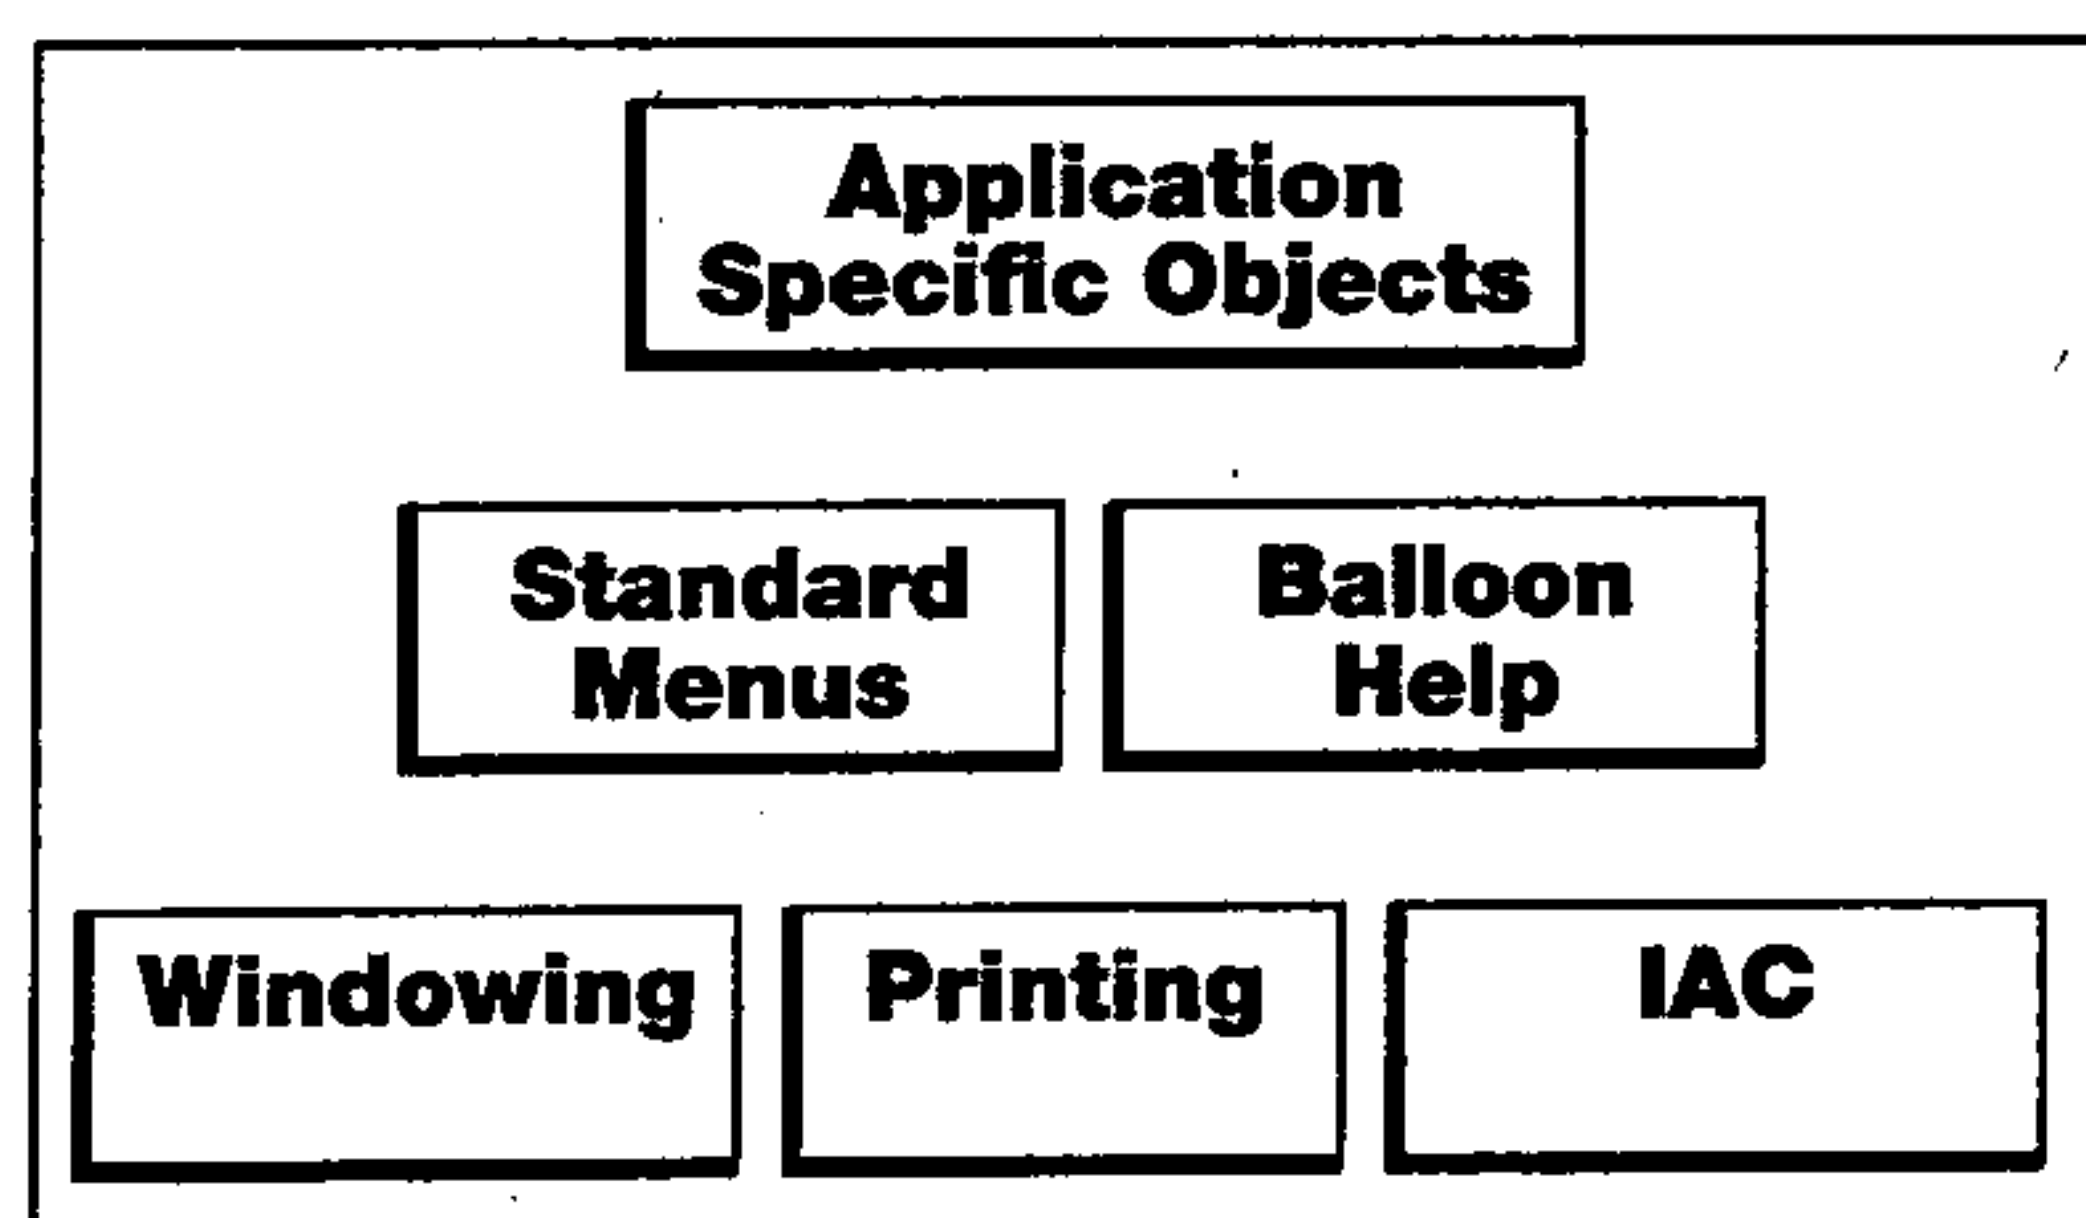 Application
Specific Objects
Standard
Menus
Balloon
Help
Windowing
Printing
IAC